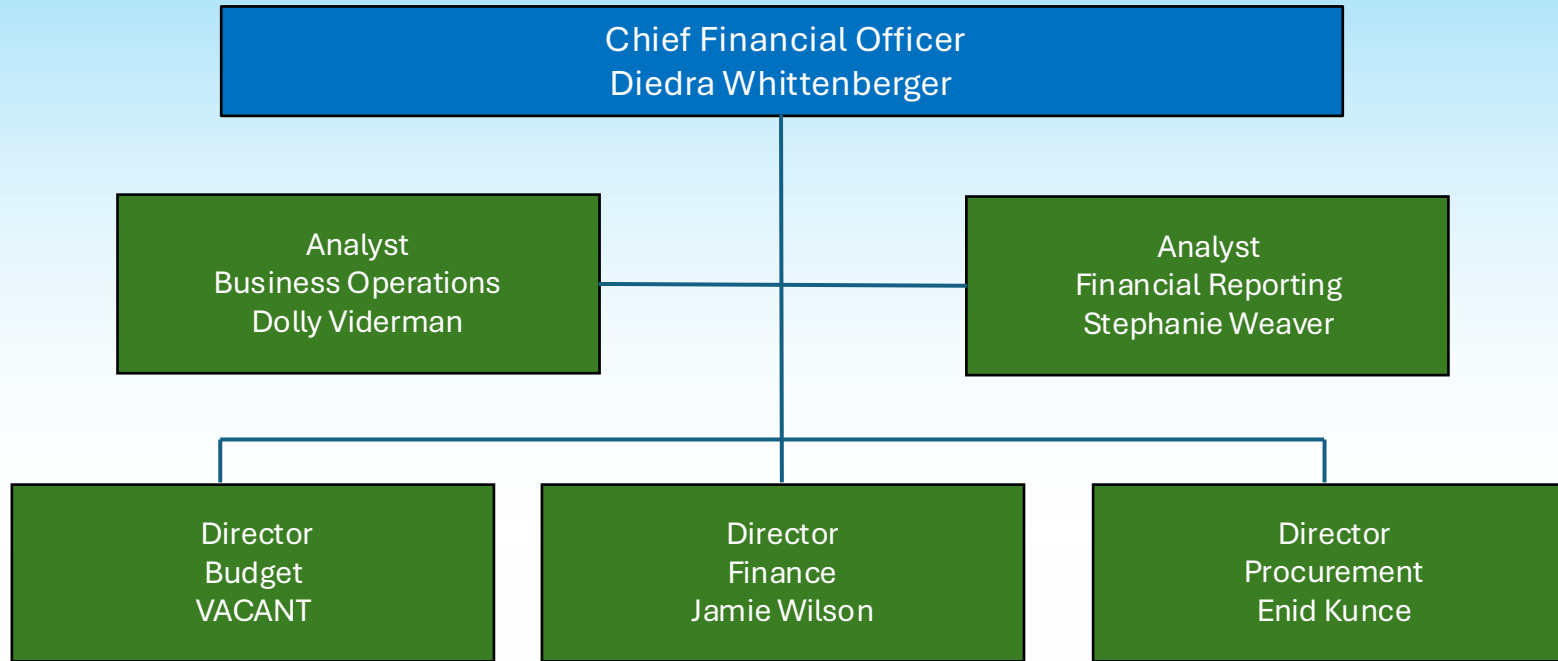 Chief Financial Officer
Diedra Whittenberger
Analyst
Business Operations
Dolly Viderman
Analyst
Financial Reporting
Stephanie Weaver
Director
Budget
VACANT
Director
Finance
Jamie Wilson
Director
Procurement
Enid Kunce